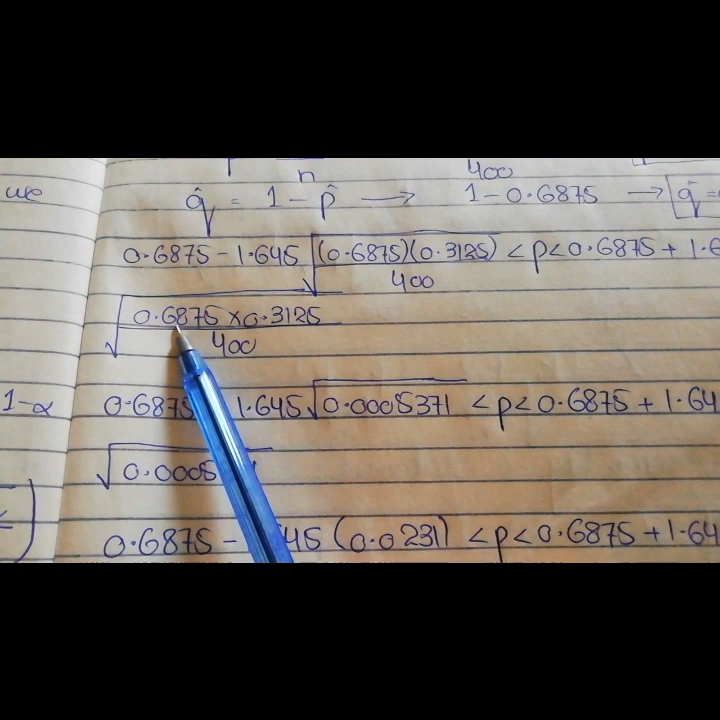 n 400
use q̂ = 1 - p̂ → 1 - 0.6875 → q̂ =
0.6875 - 1.645 √(0.6875)(0.3125) < p < 0.6875 + 1.6
400
√0.6875 × 0.3125
400
1-α 0.6875 1.645 √0.0005371 < p < 0.6875 + 1.64
√0.0005
0.6875 - 45 (0.0231) < p < 0.6875 + 1.64